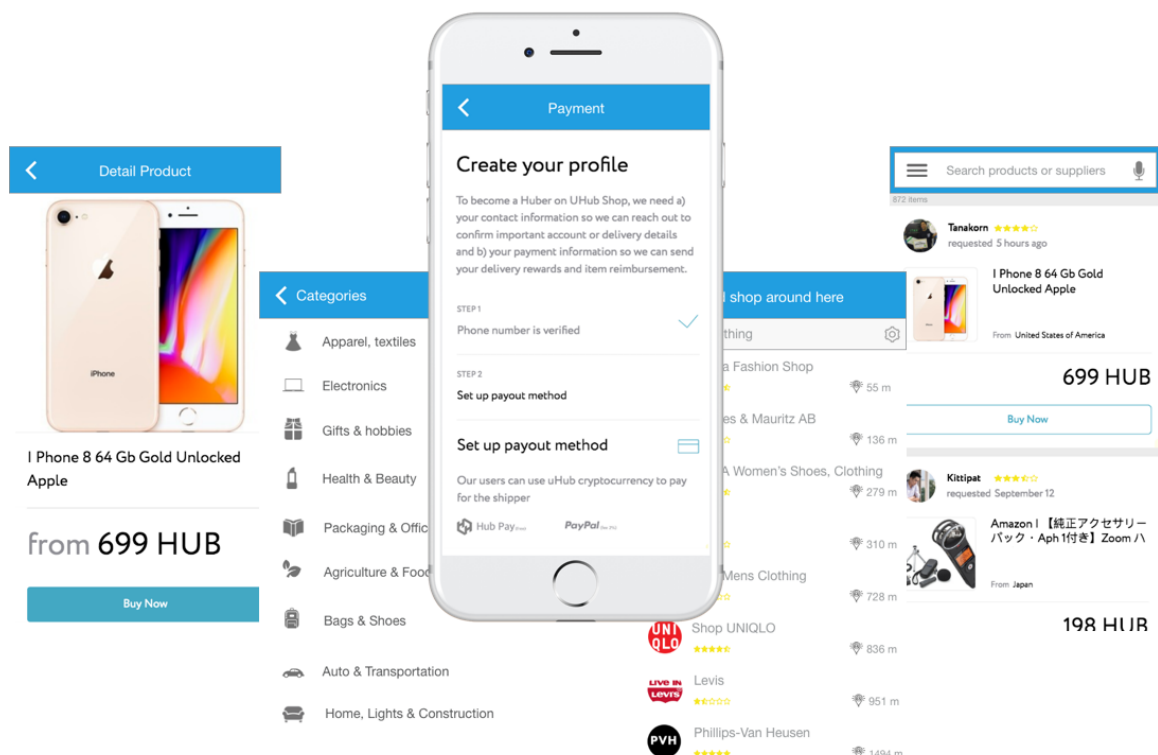 Detail Product
iPhone
I Phone 8 64 Gb Gold Unlocked
Apple
from 699 HUB
Buy Now
Categories
Apparel, textiles
Electronics
Gifts & hobbies
Health & Beauty
Packaging & Offic
Agriculture & Food
Bags & Shoes
Auto & Transportation
Home, Lights & Construction
Payment
Create your profile
To become a Huber on UHub Shop, we need a)
your contact information so we can reach out to
confirm important account or delivery details
and b) your payment information so we can send
your delivery rewards and item reimbursement.
STEP 1
Phone number is verified
STEP 2
Set up payout method
Set up payout method
Our users can use uHub cryptocurrency to pay
for the shipper
Hub Pay
PayPal
shop around here
thing
a Fashion Shop
55 m
es & Mauritz AB
136 m
A Women's Shoes, Clothing
279 m
310 m
Mens Clothing
728 m
UNI
QLO
Shop UNIQLO
836 m
LIVE IN
LEVI'S
Levis
951 m
PVH
Phillips-Van Heusen
1494 m
Search products or suppliers
872 items
Tanakorn
requested 5 hours ago
I Phone 8 64 Gb Gold
Unlocked Apple
From United States of America
699 HUB
Buy Now
Kittipat
requested September 12
Amazon | 【純正アクセサリー
パック・Aph 1付き】Zoom ハ
From Japan
198 HUB